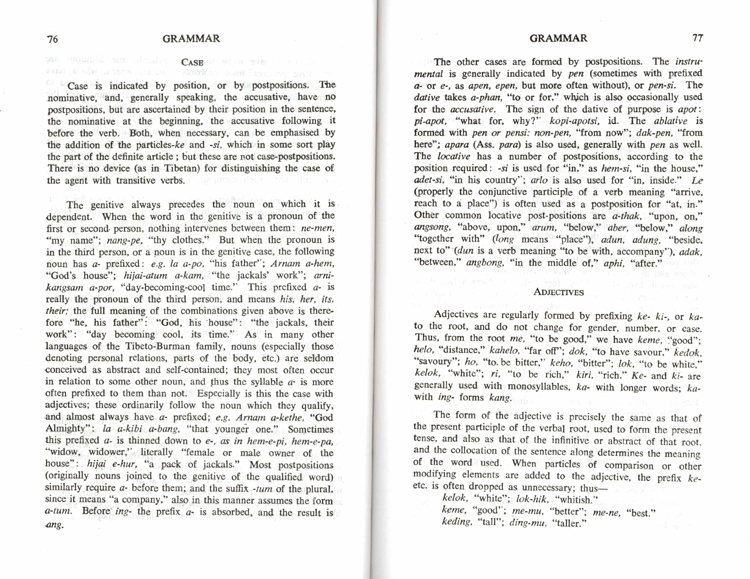 76
GRAMMAR
CASE
Case is indicated by position, or by postpositions. The
nominative, and, generally speaking, the accusative, have no
postpositions, but are ascertained by their position in the sentence,
the nominative at the beginning, the accusative following it
before the verb. Both, when necessary, can be emphasised by
the addition of the particles-ke and -si, which in some sort play
the part of the definite article ; but these are not case-postpositions.
There is no device (as in Tibetan) for distinguishing the case of
the agent with transitive verbs.
The genitive always precedes the noun on which it is
dependent. When the word in the genitive is a pronoun of the
first or second person, nothing intervenes between them: ne-men,
“my name”; nang-pe, “thy clothes.” But when the pronoun is
in the third person, or a noun is in the genitive case, the following
noun has a- prefixed: e.g. la a-po, “his father”; Arnam a-hem,
“God's house”; hijai-atum a-kam, “the jackals' work”; arni-
kangsam a-por, “day-becoming-cool time.” This prefixed a- is
really the pronoun of the third person, and means his, her, its,
their; the full meaning of the combinations given above is there-
fore “he, his father”: “God, his house”: “the jackals, their
work”: “day becoming cool, its time.” As in many other
languages of the Tibeto-Burman family, nouns (especially those
denoting personal relations, parts of the body, etc.) are seldom
conceived as abstract and self-contained; they most often occur
in relation to some other noun, and thus the syllable a- is more
often prefixed to them than not. Especially is this the case with
adjectives; these ordinarily follow the noun which they qualify,
and almost always have a- prefixed; e.g. Arnam a-kethe, “God
Almighty”: la a-kibi a-bang, “that younger one.” Sometimes
this prefixed a- is thinned down to e-, as in hem-e-pi, hem-e-pa,
“widow, widower,” literally “female or male owner of the
house”: hijai e-hur, “a pack of jackals.” Most postpositions
(originally nouns joined to the genitive of the qualified word)
similarly require a- before them; and the suffix -tum of the plural,
since it means “a company,” also in this manner assumes the form
a-tum. Before ing- the prefix a- is absorbed, and the result is
ang.
GRAMMAR
77
The other cases are formed by postpositions. The instru-
mental is generally indicated by pen (sometimes with prefixed
a- or e-, as apen, epen, but more often without), or pen-si. The
dative takes a-phan, “to or for,” which is also occasionally used
for the accusative. The sign of the dative of purpose is apot:
pi-apot, “what for, why?” kopi-apotsi, id. The ablative is
formed with pen or pensi: non-pen, “from now”; dak-pen, “from
here”; apara (Ass. para) is also used, generally with pen as well.
The locative has a number of postpositions, according to the
position required: -si is used for “in,” as hem-si, “in the house,”
adet-si, “in his country”; arlo is also used for “in, inside.” Le
(properly the conjunctive participle of a verb meaning “arrive,
reach to a place”) is often used as a postposition for “at, in.”
Other common locative post-positions are a-thak, “upon, on,”
angsong, “above, upon,” arum, “below,” aber, “below,” along
“together with” (long means “place”), adun, adung, “beside,
next to” (dun is a verb meaning “to be with, accompany”), adak,
“between,” angbong, “in the middle of,” aphi, “after.”
ADJECTIVES
Adjectives are regularly formed by prefixing ke- ki-, or ka-
to the root, and do not change for gender, number, or case.
Thus, from the root me, “to be good,” we have keme, “good”;
helo, “distance,” kahelo, “far off”; dok, “to have savour,” kedok,
“savoury”; ho, “to be bitter,” keho, “bitter”; lok, “to be white,”
kelok, “white”; ri, “to be rich,” kiri, “rich.” Ke- and ki- are
generally used with monosyllables, ka- with longer words; ka-
with ing- forms kang.
The form of the adjective is precisely the same as that of
the present participle of the verbal root, used to form the present
tense, and also as that of the infinitive or abstract of that root.
and the collocation of the sentence along determines the meaning
of the word used. When particles of comparison or other
modifying elements are added to the adjective, the prefix ke-
etc. is often dropped as unnecessary; thus—
kelok, “white”; lok-hik, “whitish.”
keme, “good”; me-mu, “better”; me-ne, “best.”
keding, “tall”; ding-mu, “taller.”